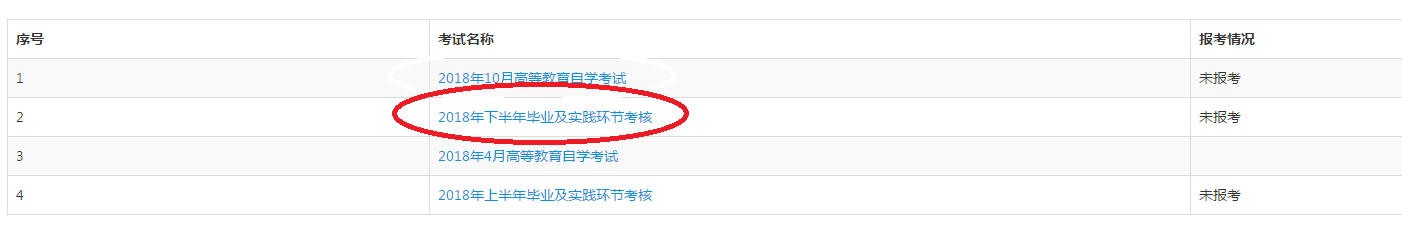 序号 考试名称 报考情况
1 2018年10月高等教育自学考试 未报考
2 2018年下半年毕业及实践环节考核 未报考
3 2018年4月高等教育自学考试
4 2018年上半年毕业及实践环节考核 未报考